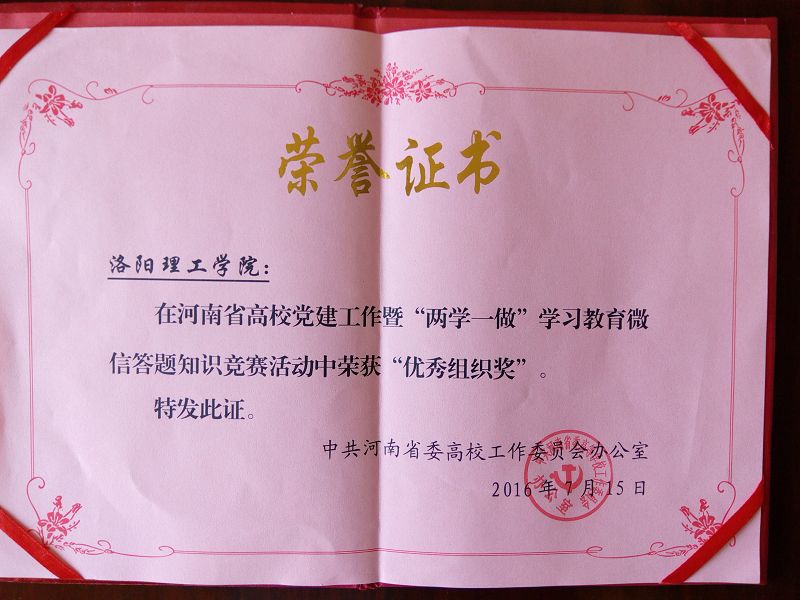 荣誉证书
洛阳理工学院：
在河南省高校党建工作暨“两学一做”学习教育微
信答题知识竞赛活动中荣获“优秀组织奖”。
特发此证。
中共河南省委高校工作委员会办公室
2016年7月15日
办公室